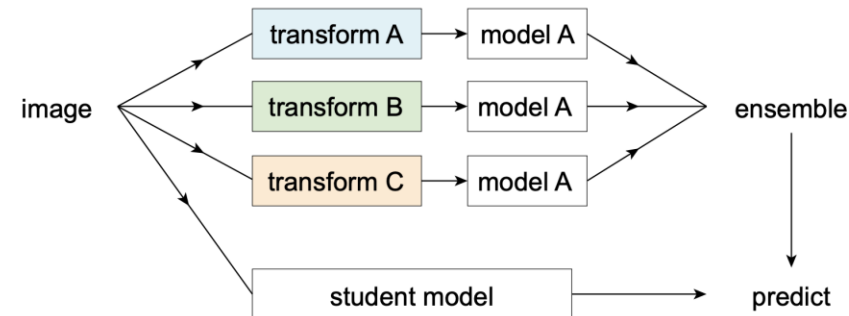 transform A
model A
image
transform B
model A
ensemble
transform C
model A
student model
predict